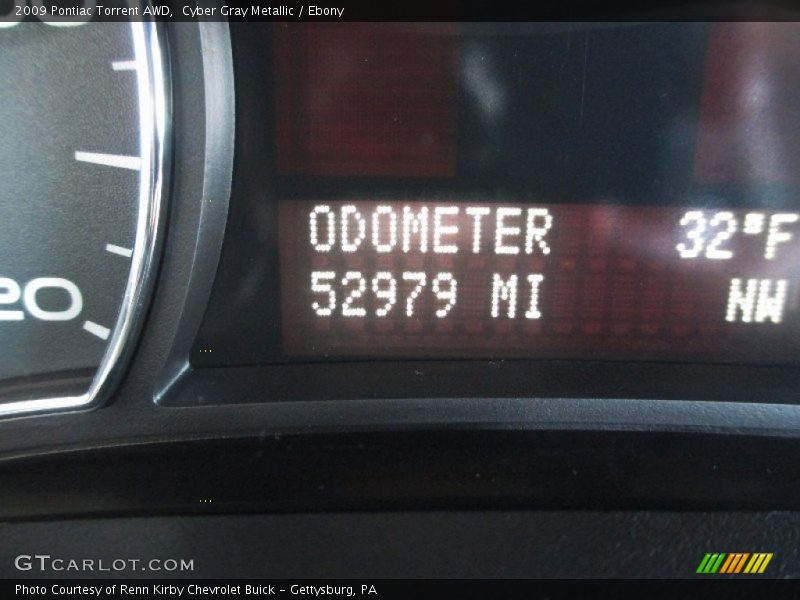 2009 Pontiac Torrent AWD,  Cyber Gray Metallic / Ebony
ODOMETER 32°F
52979 MI NW
20
GTCARLOT.COM
Photo Courtesy of Renn Kirby Chevrolet Buick - Gettysburg, PA